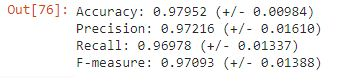 Out[76]: Accuracy: 0.97952 (+/- 0.00984)
Precision: 0.97216 (+/- 0.01610)
Recall: 0.96978 (+/- 0.01337)
F-measure: 0.97093 (+/- 0.01388)